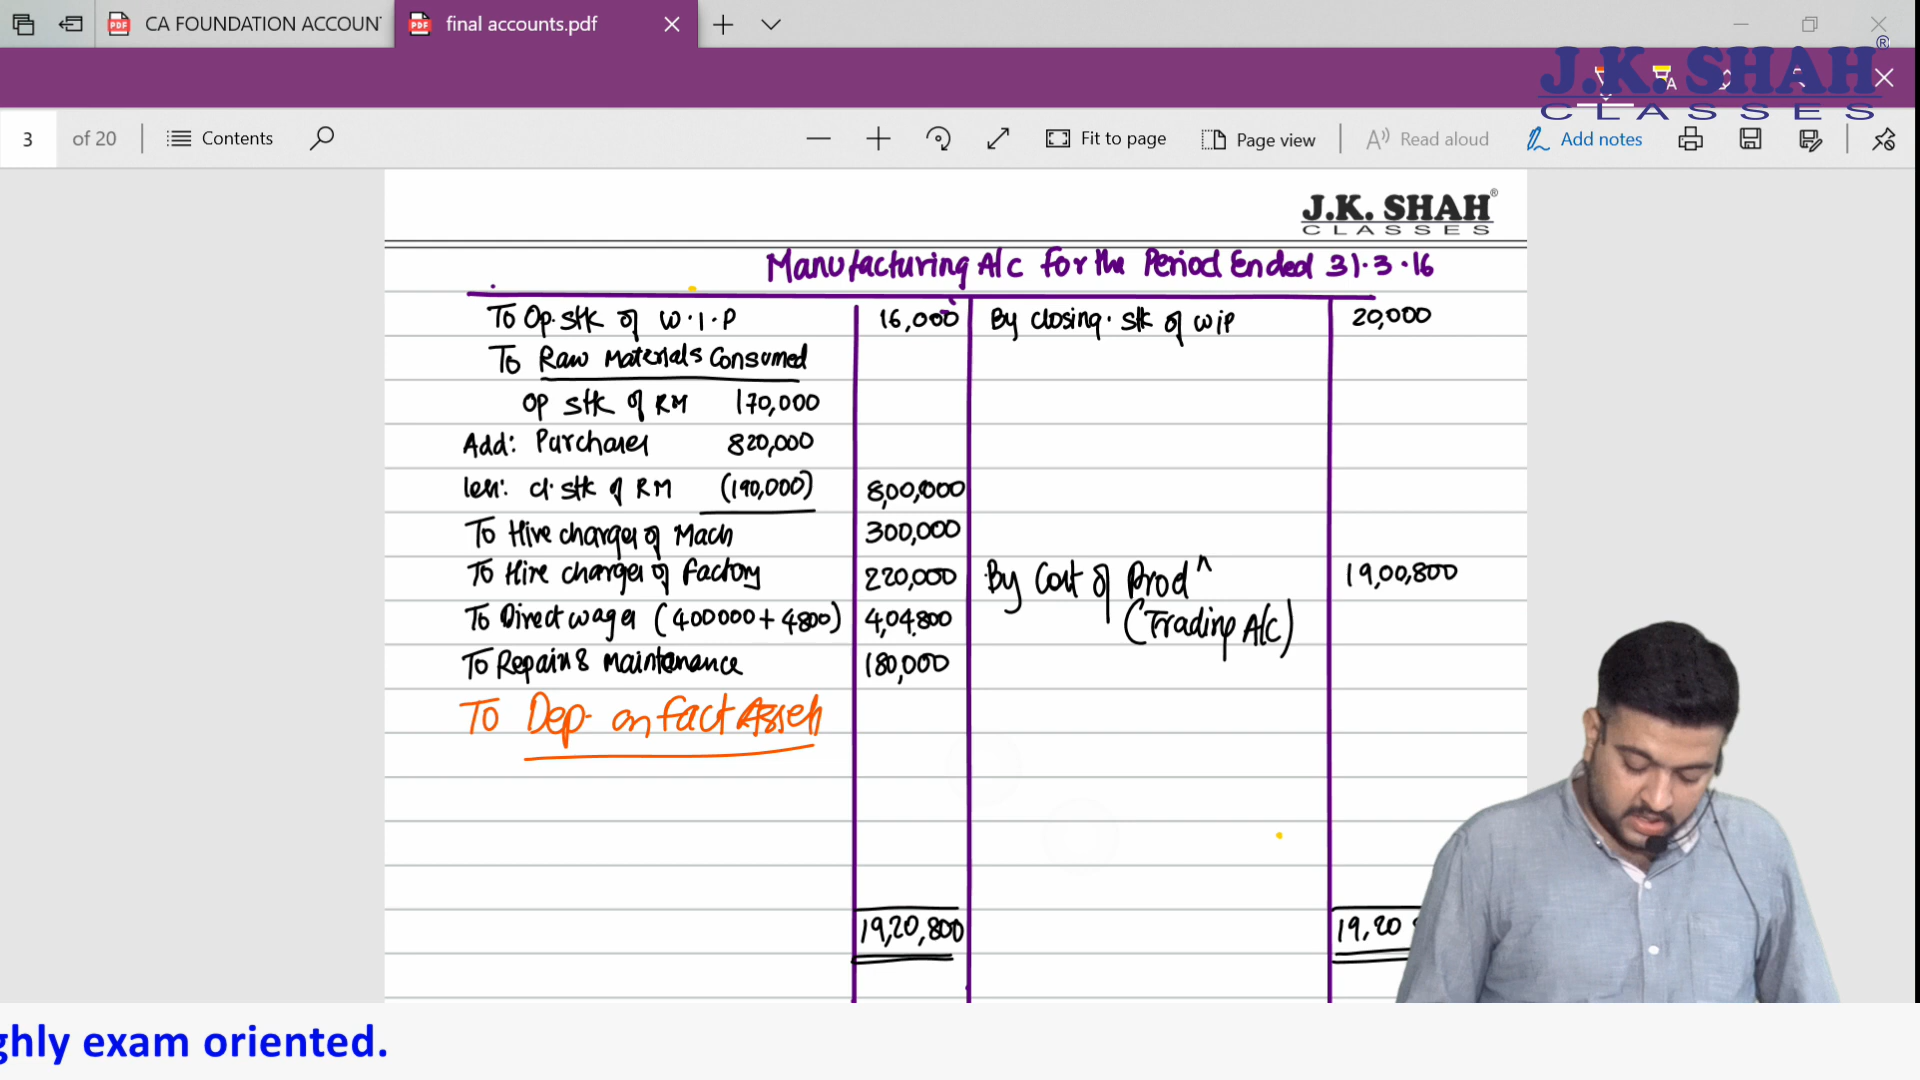 CA FOUNDATION ACCOUN
final accounts.pdf
J.K. SHAH®
CLASSES
3 of 20
Contents
Fit to page
Page view
Read aloud
Add notes
J.K. SHAH®
CLASSES
Manufacturing A/c for the Period Ended 31.3.16
To Op. stk of W.I.P 16,000 By closing. stk of wip 20,000
To Raw Materials Consumed
Op stk of RM 170,000
Add: Purchases 820,000
less: cl. stk of RM (190,000) 8,00,000
To Hire charges of Mach 300,000
To Hire charges of factory 220,000 By Cost of Prod^n 19,00,800
To Direct wages (400000+4800) 4,04,800 (Trading A/c)
To Repairs & maintenance 180,000
To Dep. on fact Assets
19,20,800 19,20
ghly exam oriented.